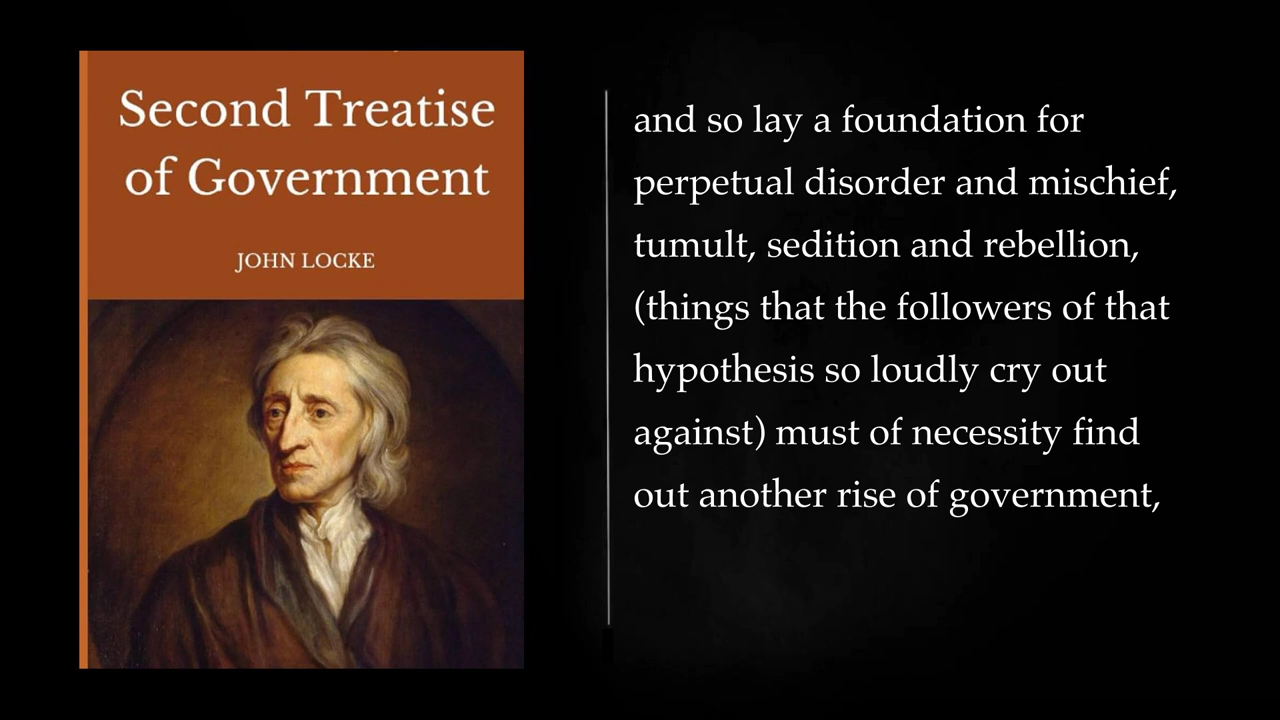 Second Treatise
of Government
JOHN LOCKE
and so lay a foundation for
perpetual disorder and mischief,
tumult, sedition and rebellion,
(things that the followers of that
hypothesis so loudly cry out
against) must of necessity find
out another rise of government,